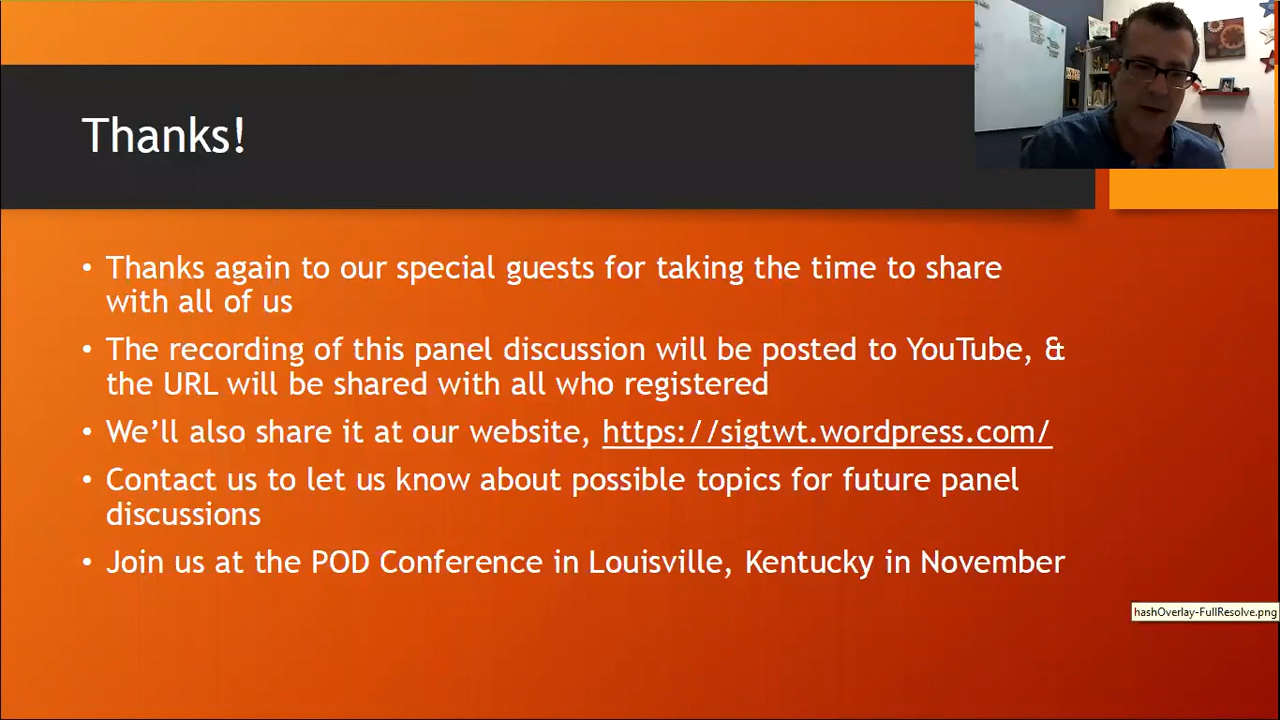 Thanks!
• Thanks again to our special guests for taking the time to share
with all of us
• The recording of this panel discussion will be posted to YouTube, &
the URL will be shared with all who registered
• We’ll also share it at our website, https://sigtwt.wordpress.com/
• Contact us to let us know about possible topics for future panel
discussions
• Join us at the POD Conference in Louisville, Kentucky in November
hashOverlay-FullResolve.png